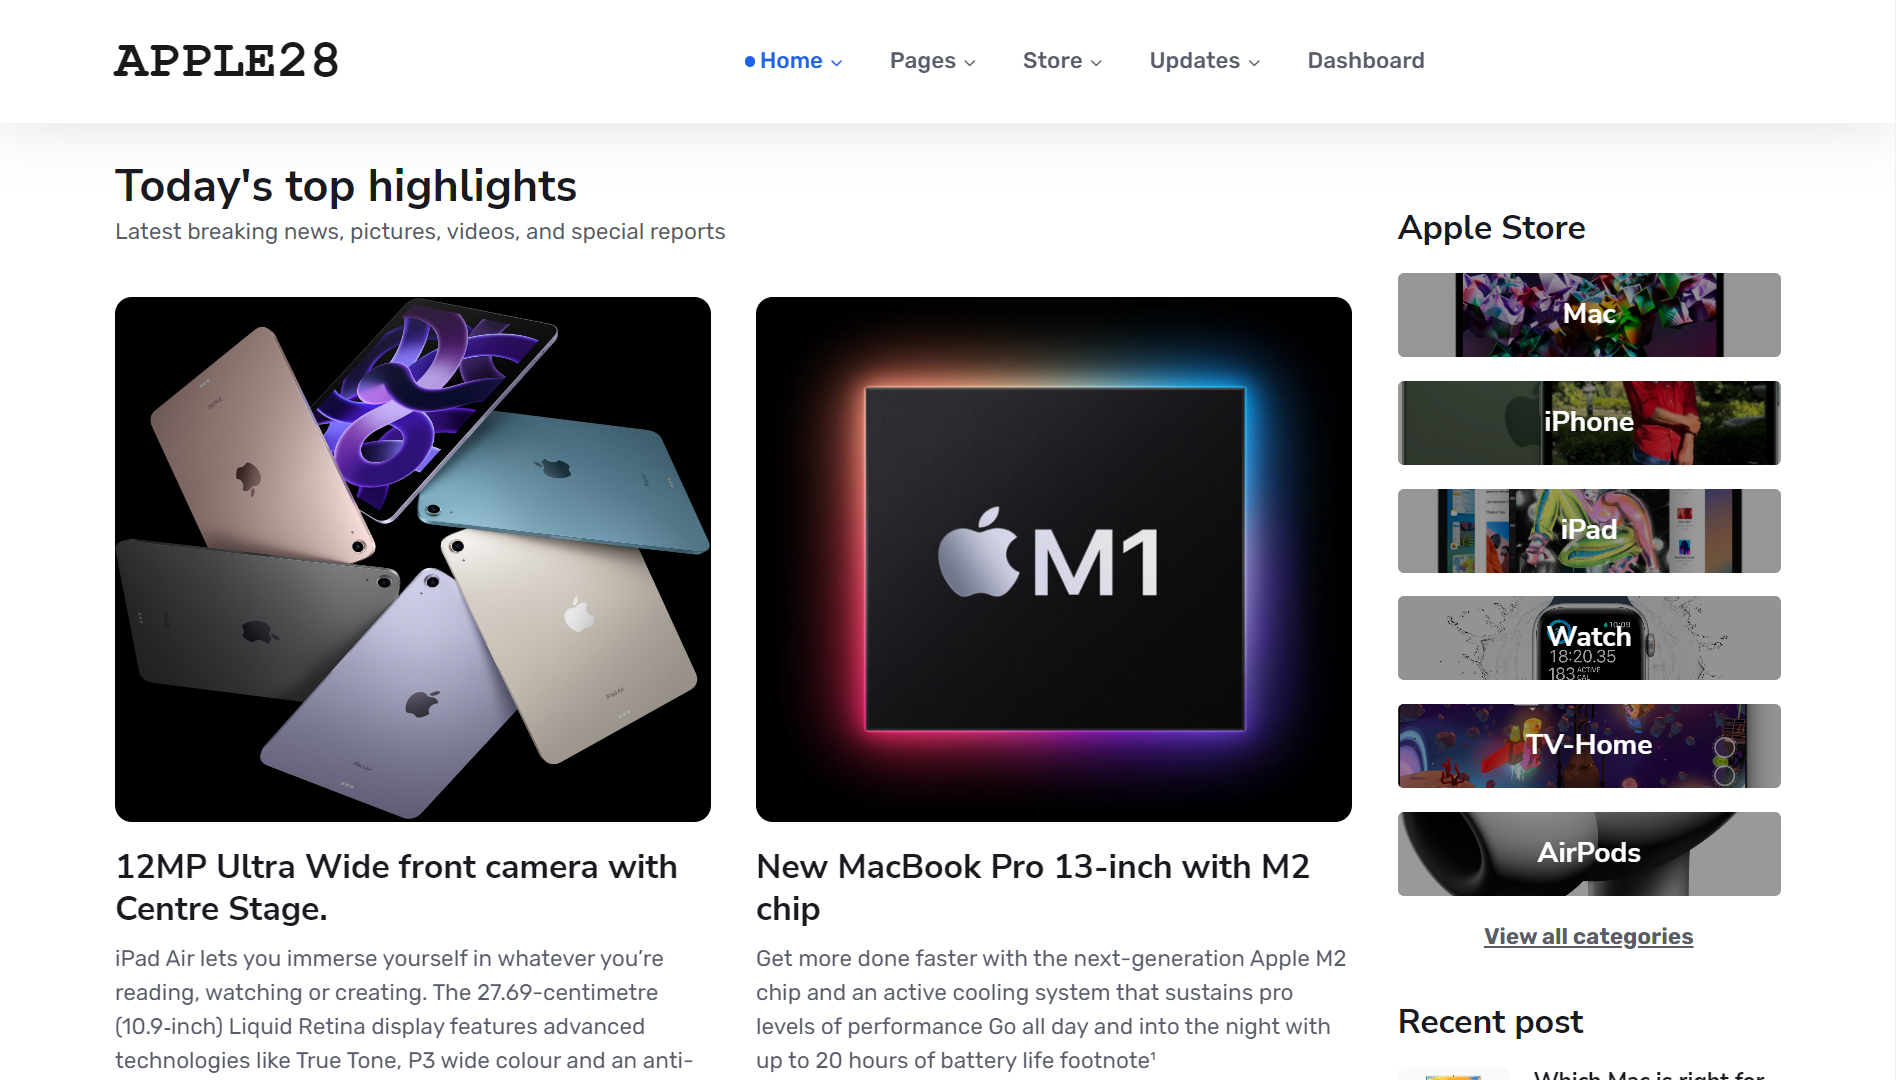 APPLE28
Home
Pages
Store
Updates
Dashboard
Today's top highlights
Latest breaking news, pictures, videos, and special reports
M1
12MP Ultra Wide front camera with
Centre Stage.
iPad Air lets you immerse yourself in whatever you’re
reading, watching or creating. The 27.69-centimetre
(10.9-inch) Liquid Retina display features advanced
technologies like True Tone, P3 wide colour and an anti-
New MacBook Pro 13-inch with M2
chip
Get more done faster with the next-generation Apple M2
chip and an active cooling system that sustains pro
levels of performance Go all day and into the night with
up to 20 hours of battery life footnote¹
Apple Store
Mac
iPhone
iPad
Watch
10:09
18:20.35
183 ACTIVE
CAL
TV-Home
AirPods
View all categories
Recent post
Which Mac is right for